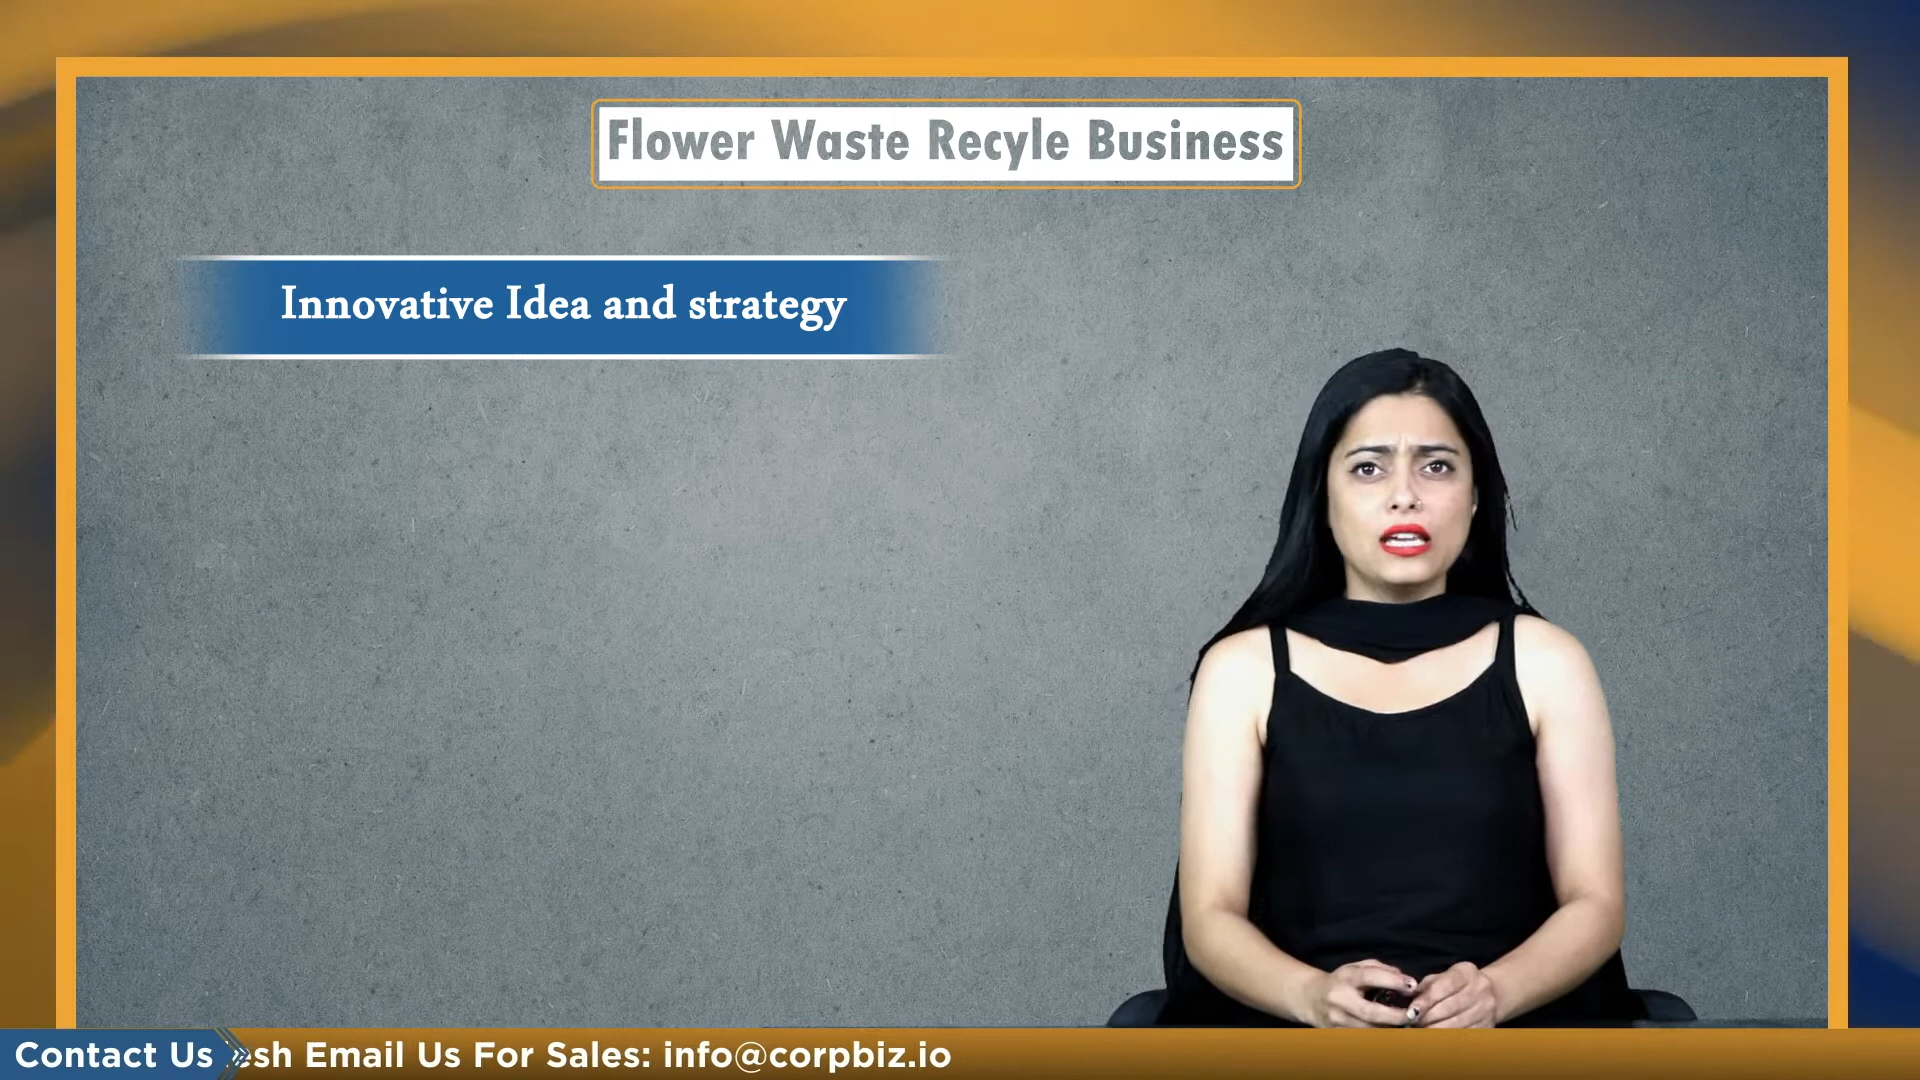 Flower Waste Recyle Business
Innovative Idea and strategy
Contact Us
Email Us For Sales: info@corpbiz.io